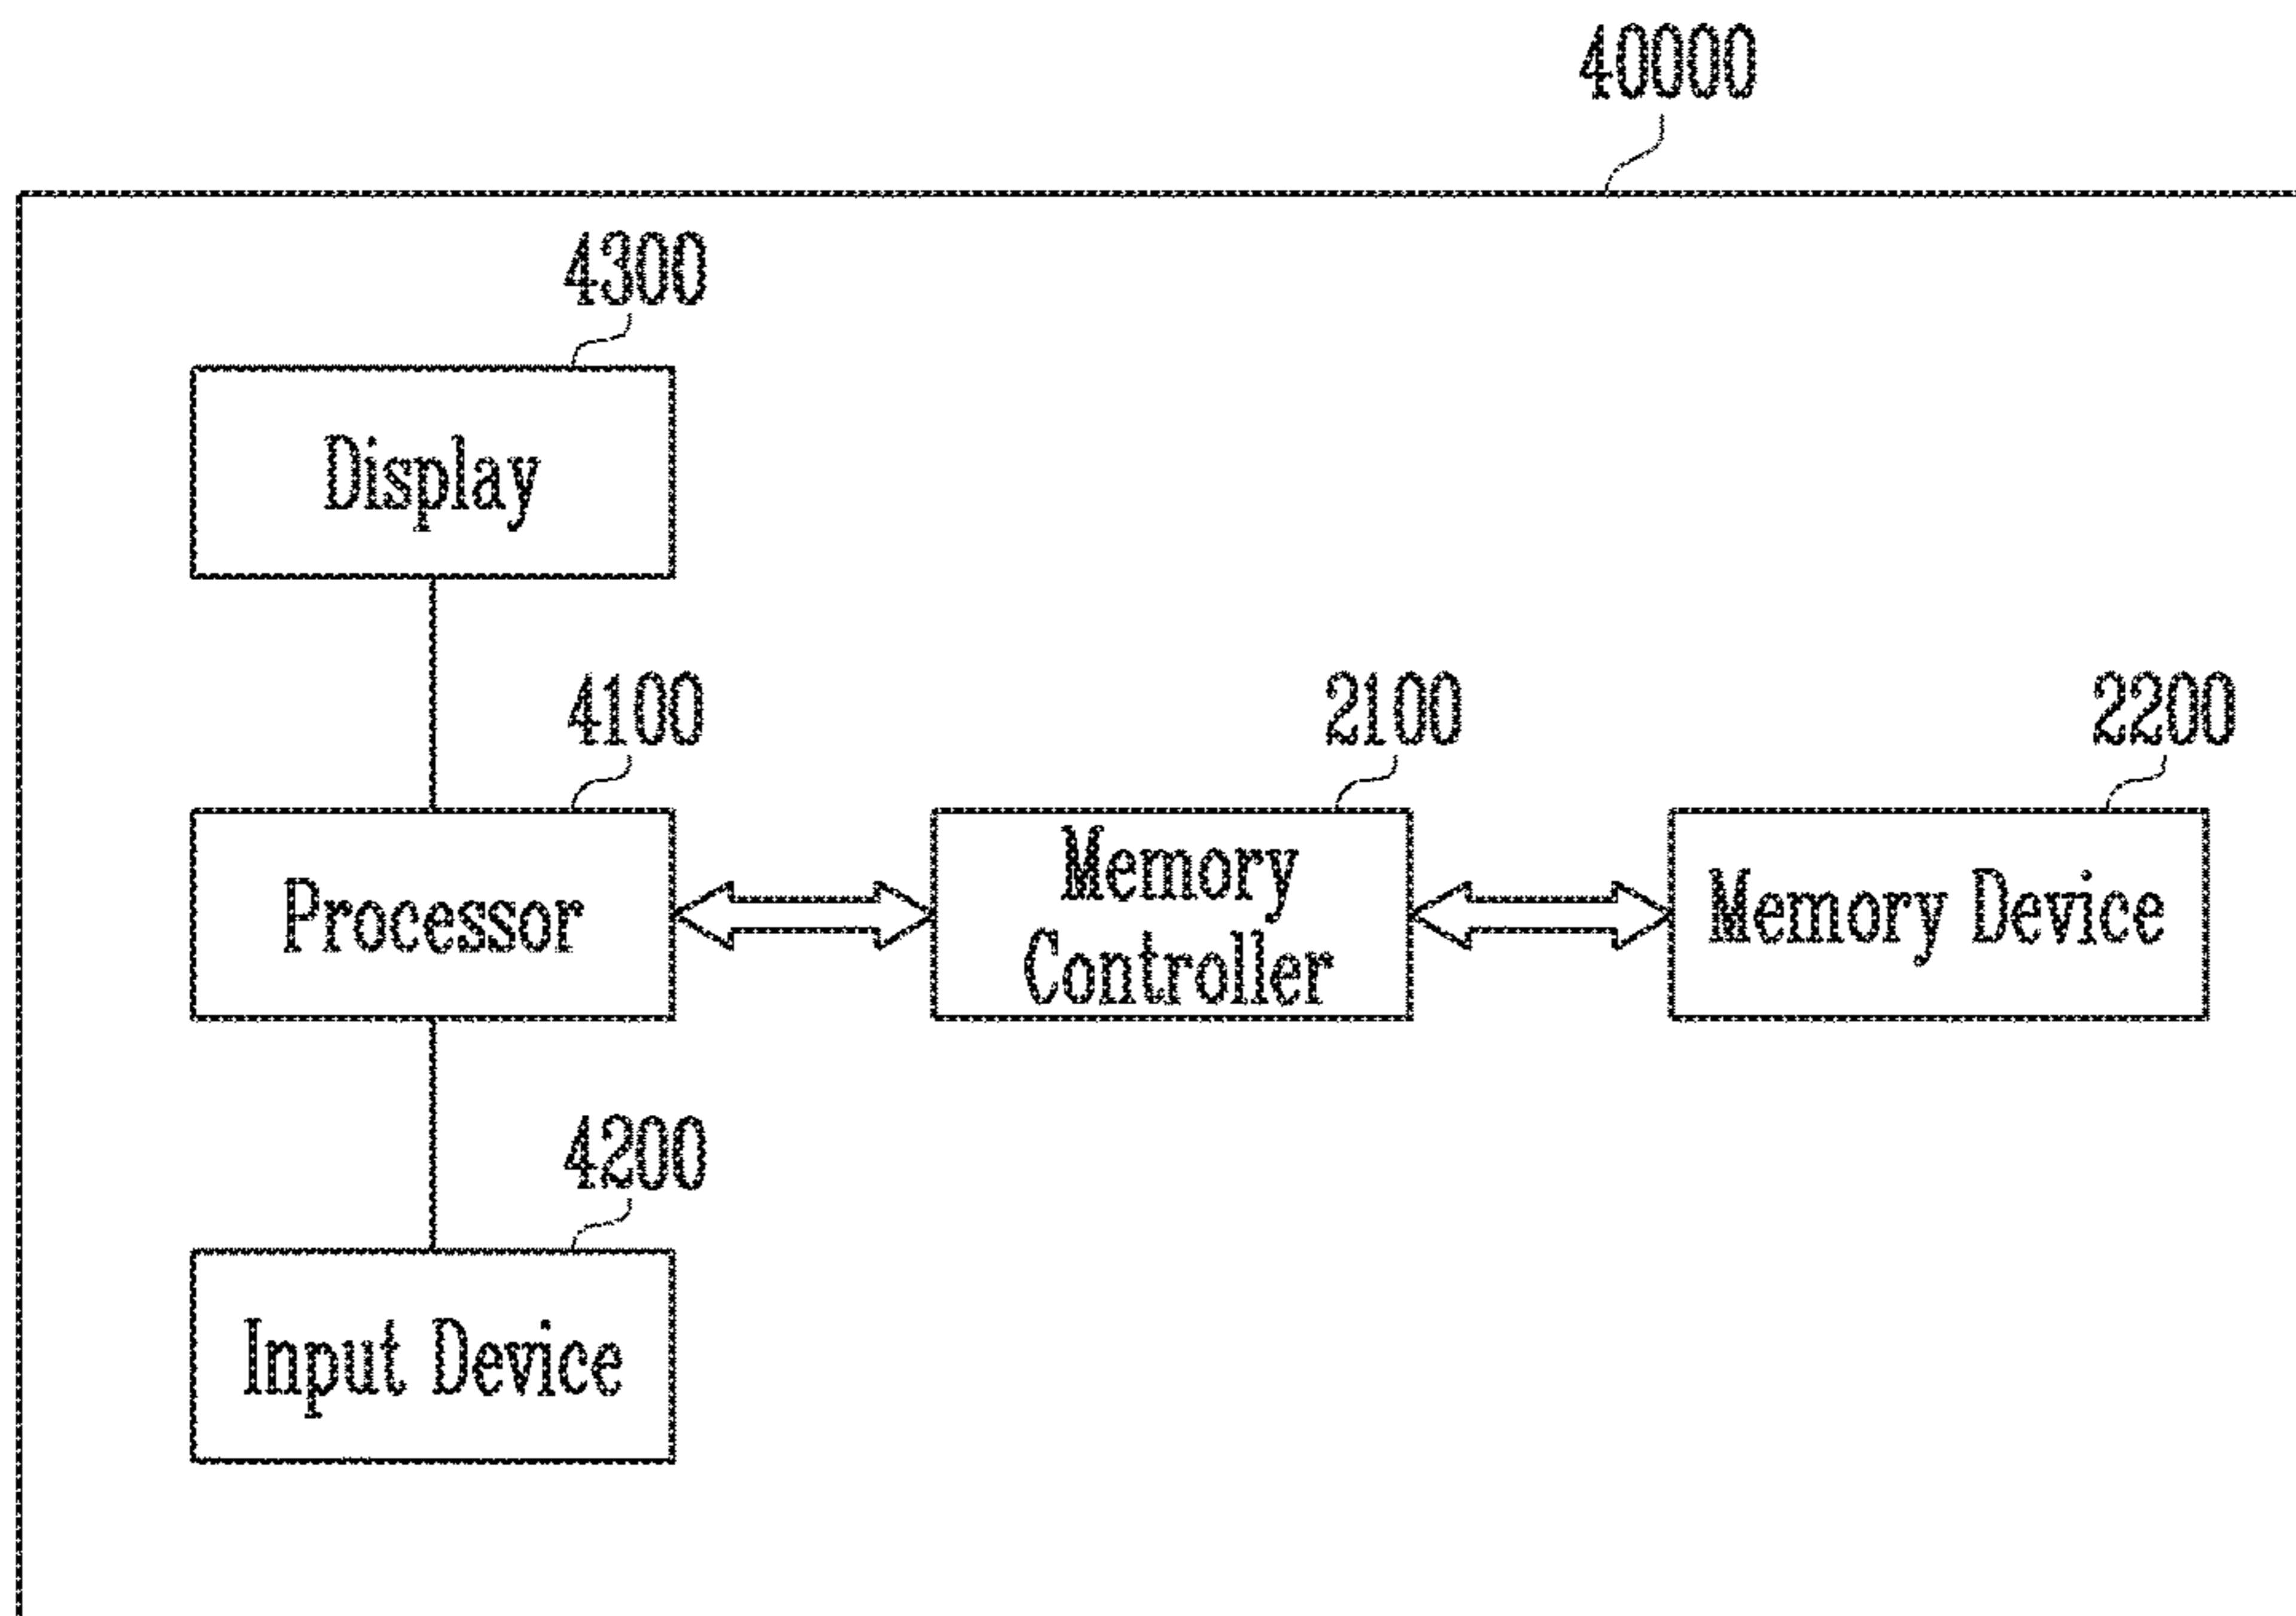 40000
4300
Display
4100
2100
2200
Processor
Memory
Controller
Memory Device
4200
Input Device